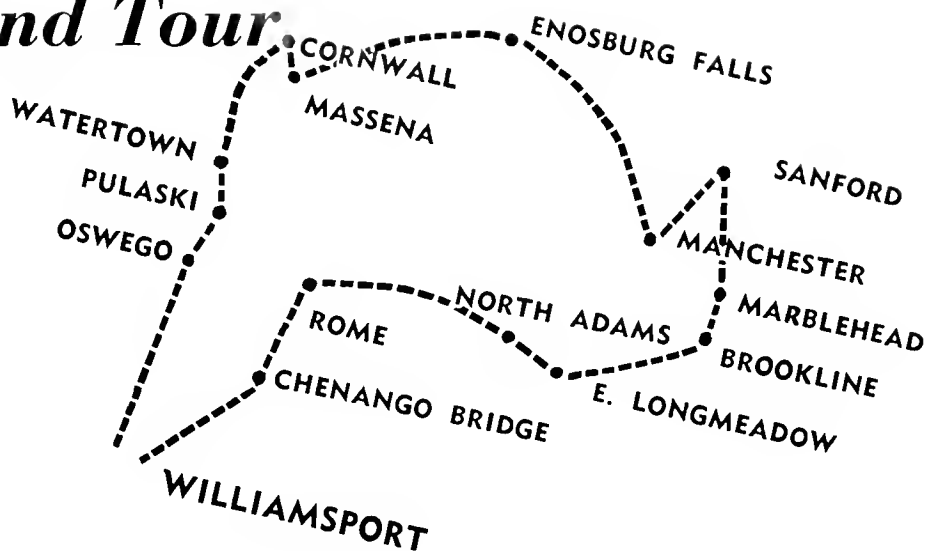 nd Tour
CORNWALL
ENOSBURG FALLS
MASSENA
WATERTOWN
PULASKI
OSWEGO
SANFORD
MANCHESTER
MARBLEHEAD
BROOKLINE
NORTH ADAMS
E. LONGMEADOW
ROME
CHENANGO BRIDGE
WILLIAMSPORT